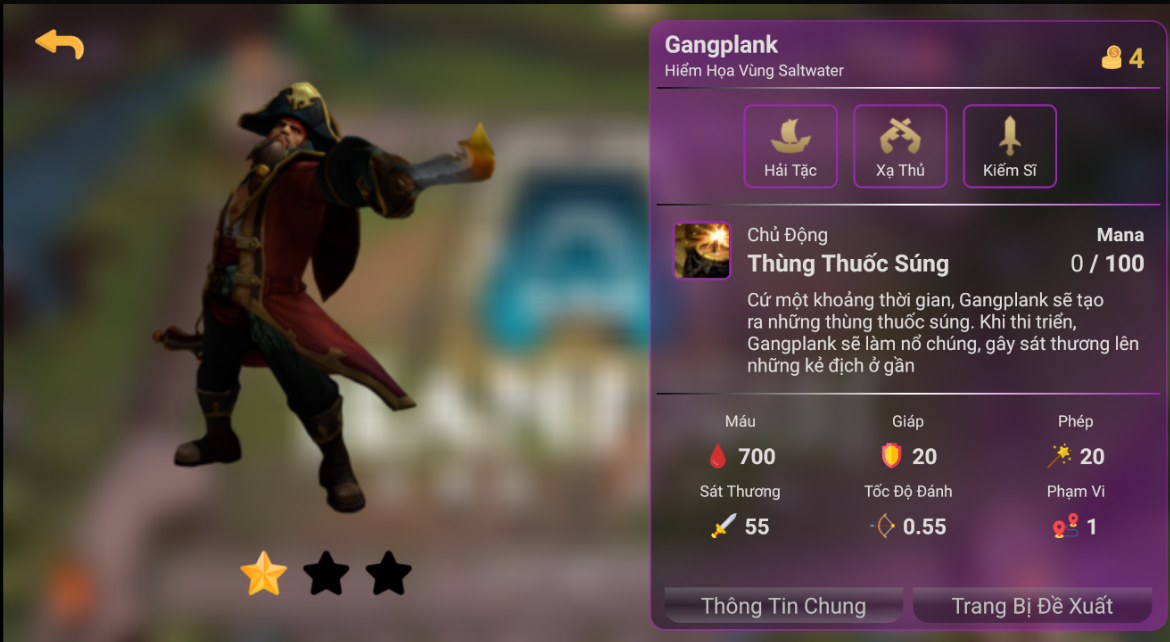 Gangplank
Hiểm Họa Vùng Saltwater
4
Hải Tặc
Xạ Thủ
Kiếm Sĩ
Chủ Động
Mana
Thùng Thuốc Súng
0 / 100
Cứ một khoảng thời gian, Gangplank sẽ tạo
ra những thùng thuốc súng. Khi thi triển,
Gangplank sẽ làm nổ chúng, gây sát thương lên
những kẻ địch ở gần
Máu
Giáp
Phép
700
20
20
Sát Thương
Tốc Độ Đánh
Phạm Vi
55
0.55
1
Thông Tin Chung
Trang Bị Đề Xuất